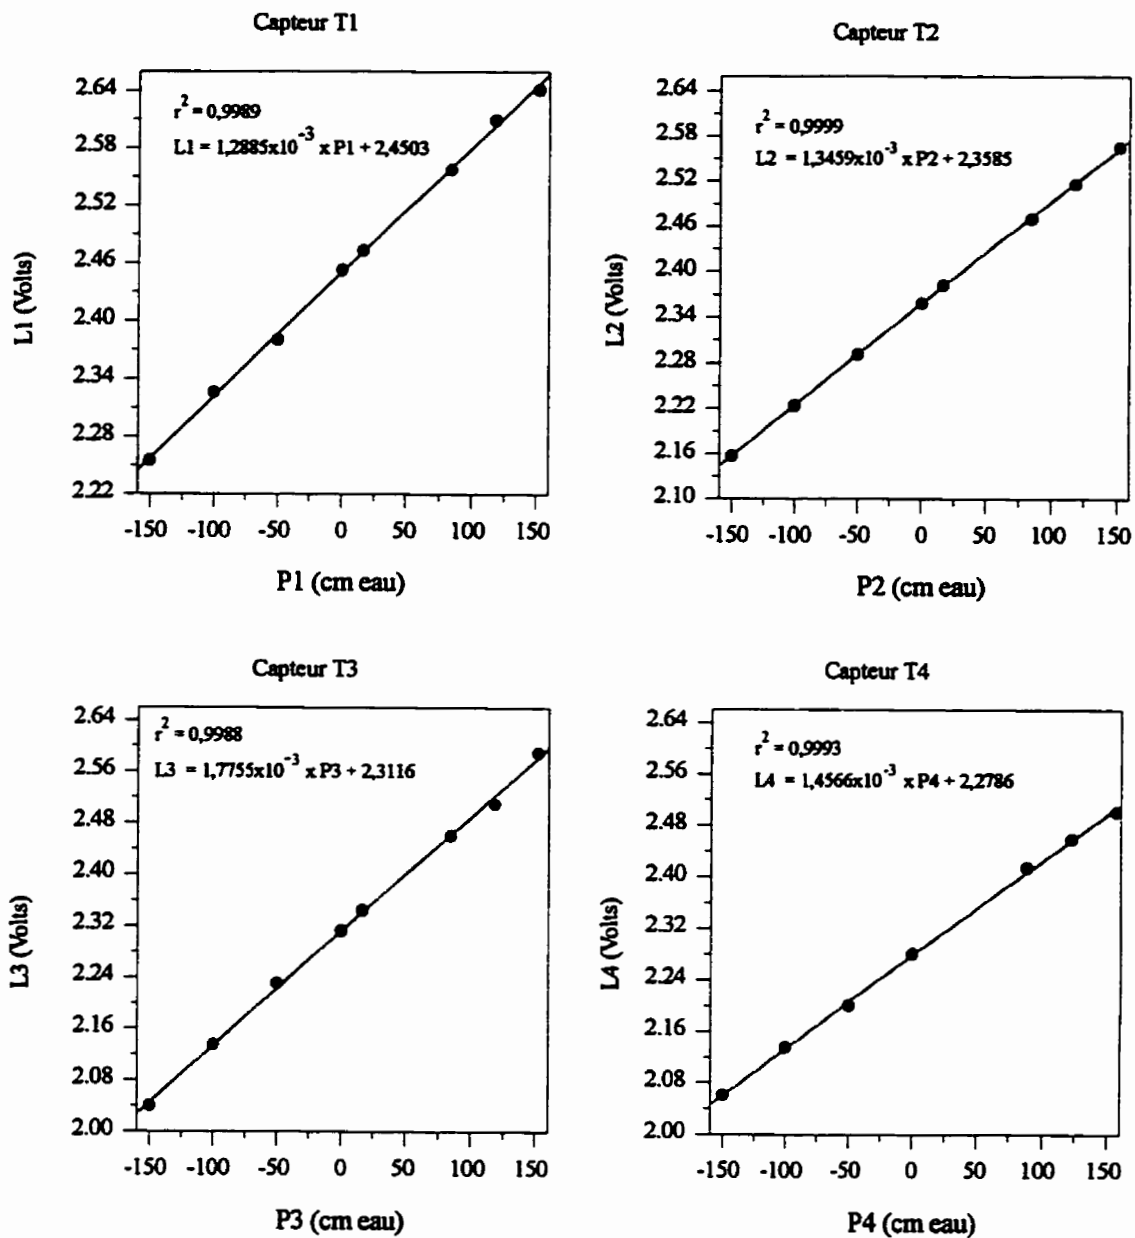 Capteur T1
r² = 0,9989
L1 = 1,2885x10⁻³ x P1 + 2,4503
2.64
2.58
2.52
2.46
2.40
2.34
2.28
2.22
L1 (Volts)
-150 -100 -50 0 50 100 150
P1 (cm eau)
Capteur T2
r² = 0,9999
L2 = 1,3459x10⁻³ x P2 + 2,3585
2.64
2.58
2.52
2.46
2.40
2.34
2.28
2.22
2.16
2.10
L2 (Volts)
-150 -100 -50 0 50 100 150
P2 (cm eau)
Capteur T3
r² = 0,9988
L3 = 1,7755x10⁻³ x P3 + 2,3116
2.64
2.56
2.48
2.40
2.32
2.24
2.16
2.08
2.00
L3 (Volts)
-150 -100 -50 0 50 100 150
P3 (cm eau)
Capteur T4
r² = 0,9993
L4 = 1,4566x10⁻³ x P4 + 2,2786
2.64
2.56
2.48
2.40
2.32
2.24
2.16
2.08
2.00
L4 (Volts)
-150 -100 -50 0 50 100 150
P4 (cm eau)